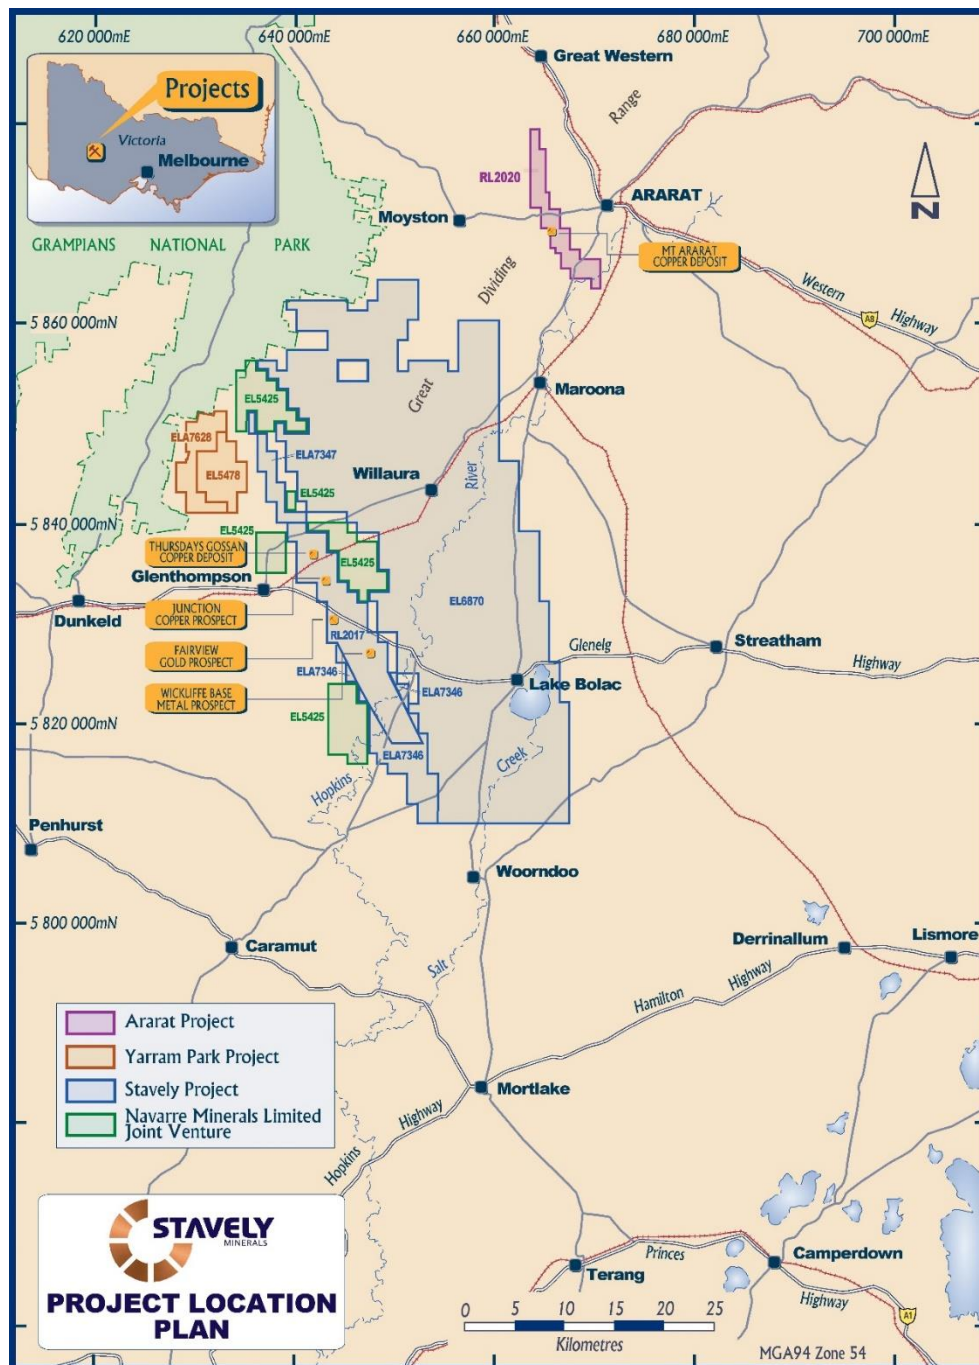 620 000mE
640 000mE
660 000mE
680 000mE
700 000mE
Great Western
Projects
Victoria
Melbourne
Range
RL2020
ARARAT
Moyston
GRAMPIANS NATIONAL PARK
MT ARARAT
COPPER DEPOSIT
Dividing
Western
A8
Highway
5 860 000mN
Great
Maroona
EL5425
ELA7628
ELA7347
EL5478
Willaura
River
EL5425
5 840 000mN
EL5425
THURSDAYS GOSSAN
COPPER DEPOSIT
EL5425
Glenthompson
EL6870
Dunkeld
JUNCTION
COPPER PROSPECT
RL2017
Glenelg
Streatham
Highway
FAIRVIEW
GOLD PROSPECT
ELA7346
ELA7346
Lake Bolac
WICKLIFFE BASE
METAL PROSPECT
EL5425
5 820 000mN
ELA7346
Creek
Hopkins
Penhurst
Woorndoo
5 800 000mN
Caramut
Derrinallum
Lismore
Salt
Highway
Hamilton
Ararat Project
Yarram Park Project
Stavely Project
Navarre Minerals Limited
Joint Venture
Mortlake
Highway
Hopkins
STAVELY
MINERALS
PROJECT LOCATION
PLAN
Princes
Camperdown
Terang
Highway
A1
0 5 10 15 20 25
Kilometres
MGA94 Zone 54
N